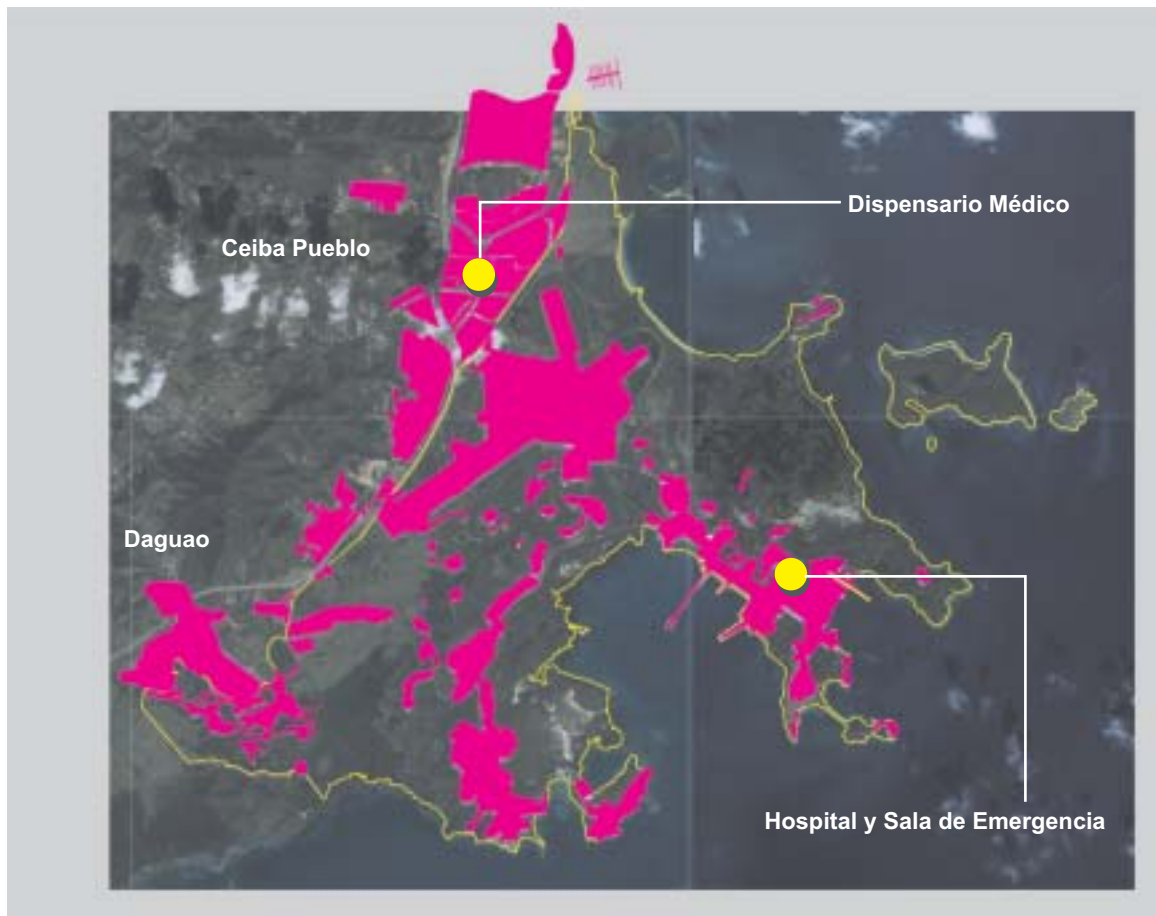 Dispensario Médico
Ceiba Pueblo
Daguao
Hospital y Sala de Emergencia